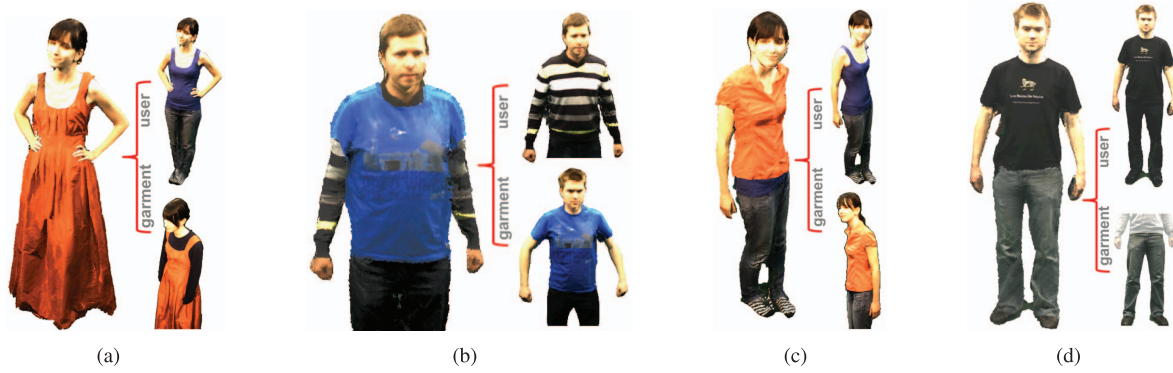 user
garment
user
garment
user
garment
user
garment
(a)
(b)
(c)
(d)